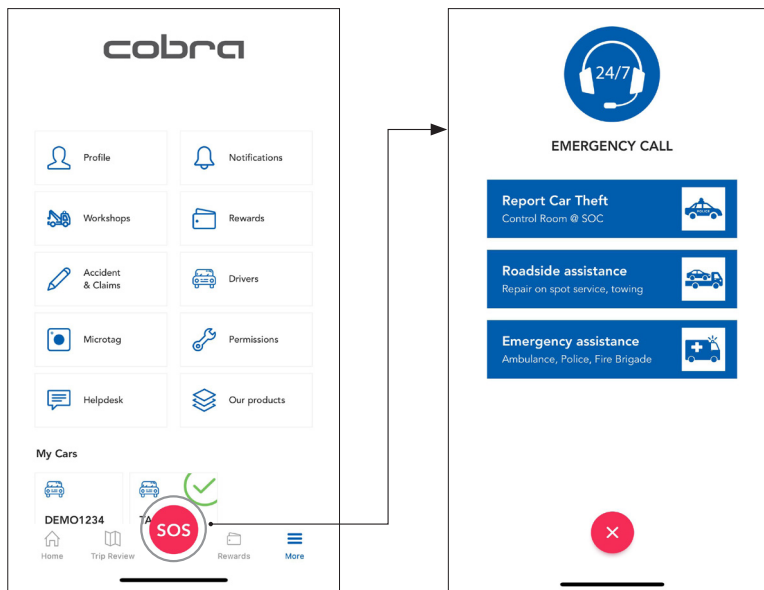 cobra
Profile
Notifications
Workshops
Rewards
Accident
& Claims
Drivers
Microtag
Permissions
Helpdesk
Our products
My Cars
DEMO1234
TA
SOS
Home
Trip Review
Rewards
More
24/7
EMERGENCY CALL
Report Car Theft
Control Room @ SOC
POLICE
Roadside assistance
Repair on spot service, towing
Emergency assistance
Ambulance, Police, Fire Brigade